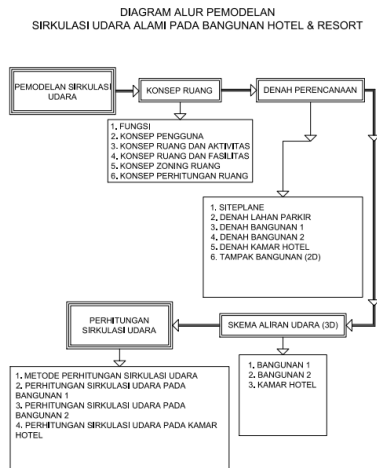 DIAGRAM ALUR PEMODELAN
SIRKULASI UDARA ALAMI PADA BANGUNAN HOTEL & RESORT
PEMODELAN SIRKULASI
UDARA
KONSEP RUANG
DENAH PERENCANAAN
1. FUNGSI
2. KONSEP PENGGUNA
3. KONSEP RUANG DAN AKTIVITAS
4. KONSEP RUANG DAN FASILITAS
5. KONSEP ZONING RUANG
6. KONSEP PERHITUNGAN RUANG
1. SITEPLANE
2. DENAH LAHAN PARKIR
3. DENAH BANGUNAN 1
4. DENAH BANGUNAN 2
5. DENAH KAMAR HOTEL
6. TAMPAK BANGUNAN (2D)
PERHITUNGAN
SIRKULASI UDARA
SKEMA ALIRAN UDARA (3D)
1. METODE PERHITUNGAN SIRKULASI UDARA
2. PERHITUNGAN SIRKULASI UDARA PADA
BANGUNAN 1
3. PERHITUNGAN SIRKULASI UDARA PADA
BANGUNAN 2
4. PERHITUNGAN SIRKULASI UDARA PADA KAMAR
HOTEL
1. BANGUNAN 1
2. BANGUNAN 2
3. KAMAR HOTEL